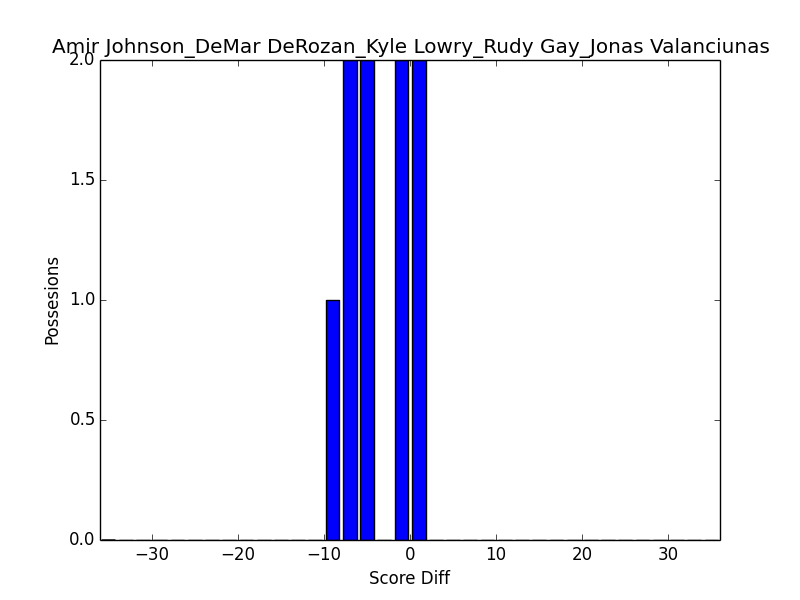 Amir Johnson_DeMar DeRozan_Kyle Lowry_Rudy Gay_Jonas Valanciunas
2.0
1.5
1.0
0.5
0.0
Possesions
−30 −20 −10 0 10 20 30
Score Diff